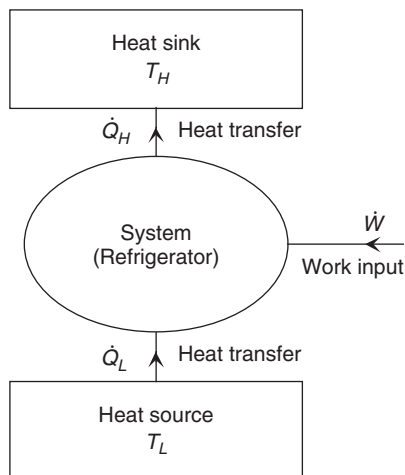 Heat sink
T_H
Q̇_H Heat transfer
System
(Refrigerator)
Ẇ
Work input
Q̇_L Heat transfer
Heat source
T_L